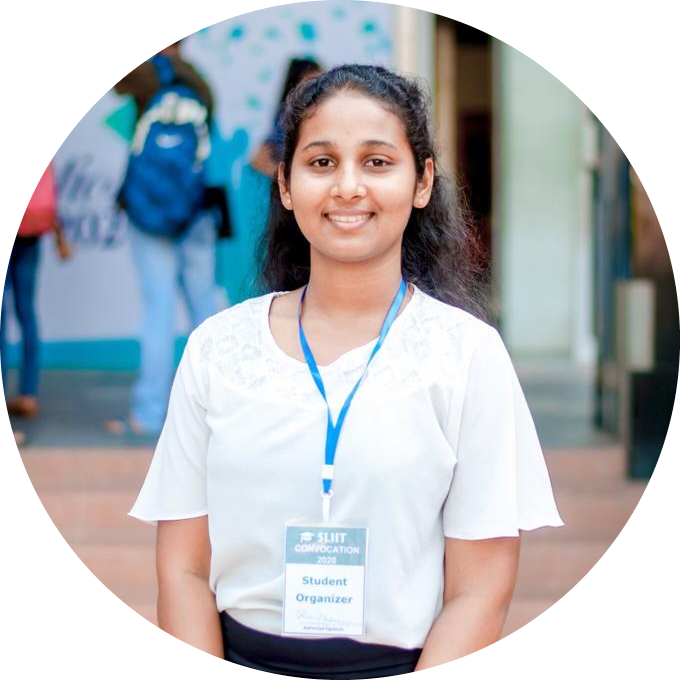 SLIIT
CONVOCATION
2020
Student
Organizer